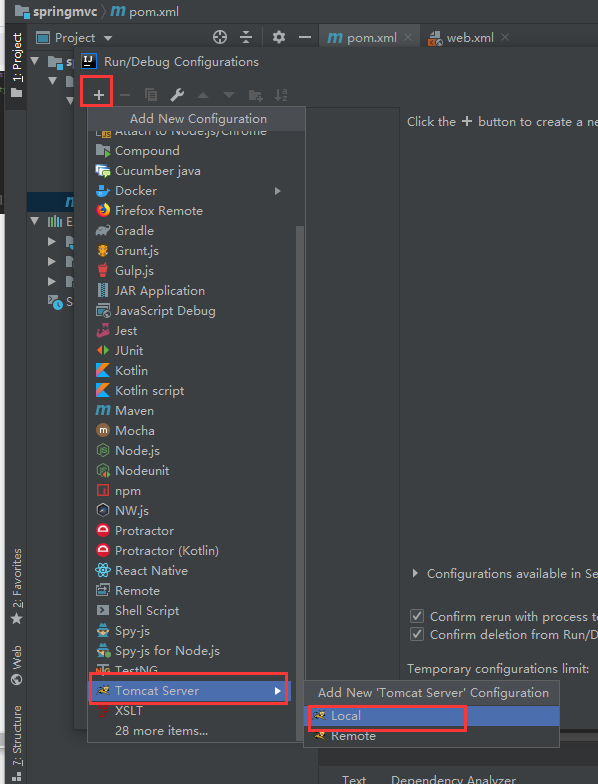 springmvc pom.xml
1: Project
Project
pom.xml
web.xml
Run/Debug Configurations
Add New Configuration
Attach to Node.js/Chrome
Compound
Cucumber java
Docker
Firefox Remote
Gradle
Grunt.js
Gulp.js
JAR Application
JavaScript Debug
Jest
JUnit
Kotlin
Kotlin script
Maven
Mocha
Node.js
Nodeunit
npm
NW.js
Protractor
Protractor (Kotlin)
React Native
Remote
Shell Script
Spy-js
Spy-js for Node.js
TestNG
Tomcat Server
XSLT
28 more items...
Add New 'Tomcat Server' Configuration
Local
Remote
Click the + button to create a ne
Configurations available in Se
Confirm rerun with process te
Confirm deletion from Run/D
Temporary configurations limit:
2: Favorites
Web
7: Structure
Text
Dependency Analyzer